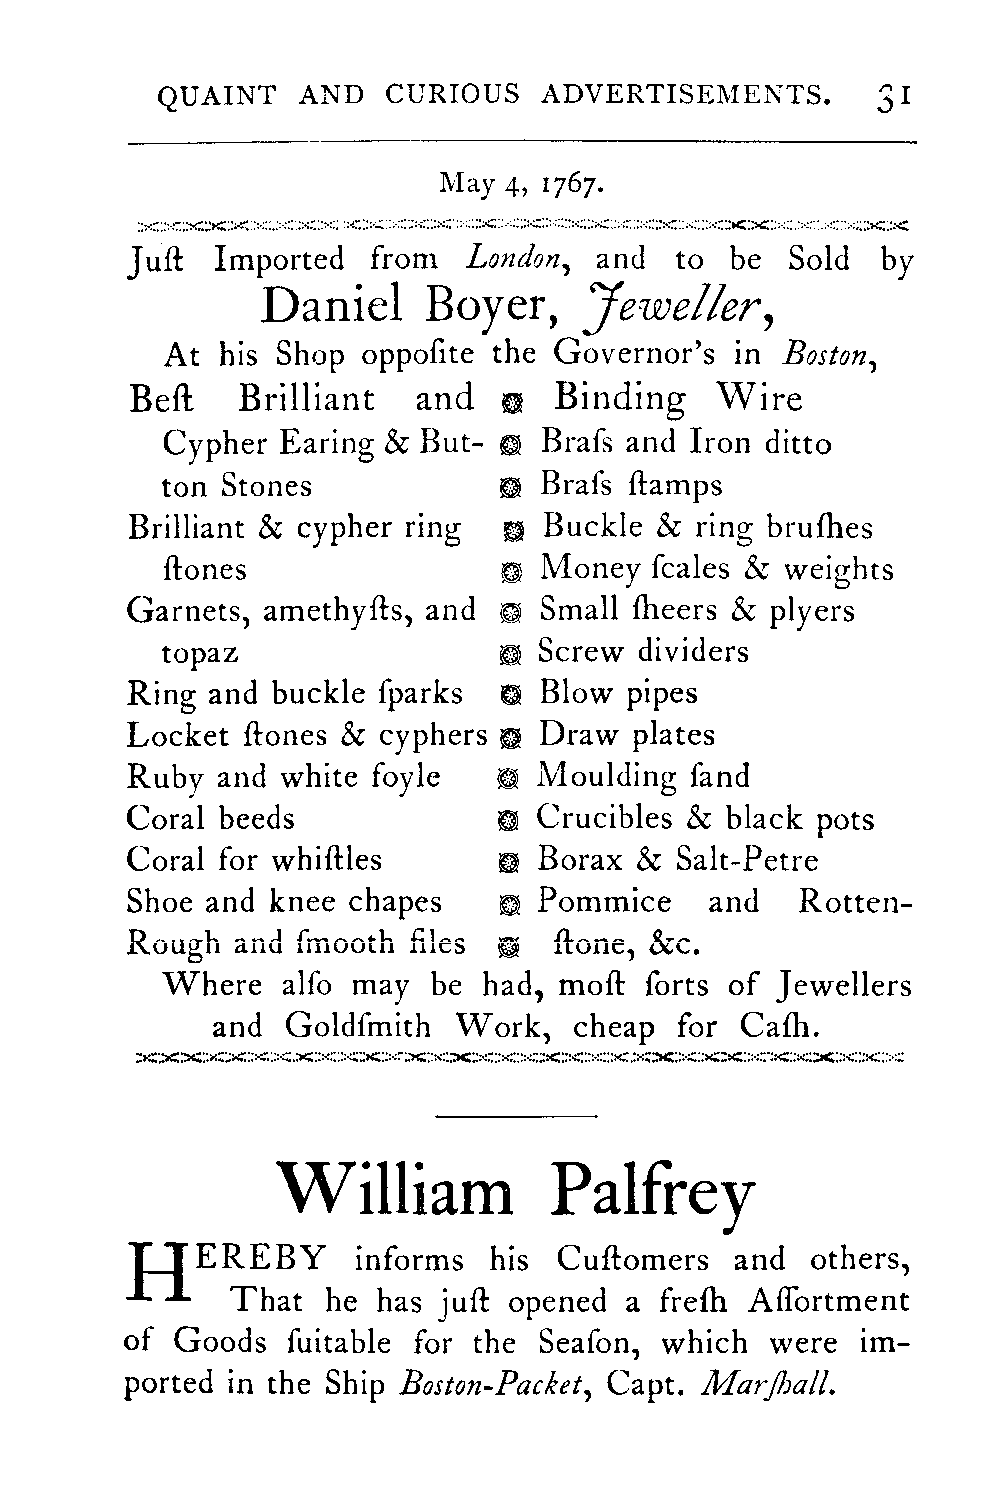 QUAINT AND CURIOUS ADVERTISEMENTS. 31
May 4, 1767.
Juſt Imported from London, and to be Sold by
Daniel Boyer, Jeweller,
At his Shop oppoſite the Governor's in Boston,
Beſt Brilliant and
Cypher Earing & But-
ton Stones
Brilliant & cypher ring
ſtones
Garnets, amethyſts, and
topaz
Ring and buckle ſparks
Locket ſtones & cyphers
Ruby and white foyle
Coral beeds
Coral for whiſtles
Shoe and knee chapes
Rough and ſmooth files
Binding Wire
Braſs and Iron ditto
Braſs ſtamps
Buckle & ring bruſhes
Money ſcales & weights
Small ſheers & plyers
Screw dividers
Blow pipes
Draw plates
Moulding ſand
Crucibles & black pots
Borax & Salt-Petre
Pommice and Rotten-
ſtone, &c.
Where alſo may be had, moſt ſorts of Jewellers
and Goldſmith Work, cheap for Caſh.
William Palfrey
HEREBY informs his Cuſtomers and others,
That he has juſt opened a freſh Aſſortment
of Goods ſuitable for the Seaſon, which were im-
ported in the Ship Boston-Packet, Capt. Marſhall.